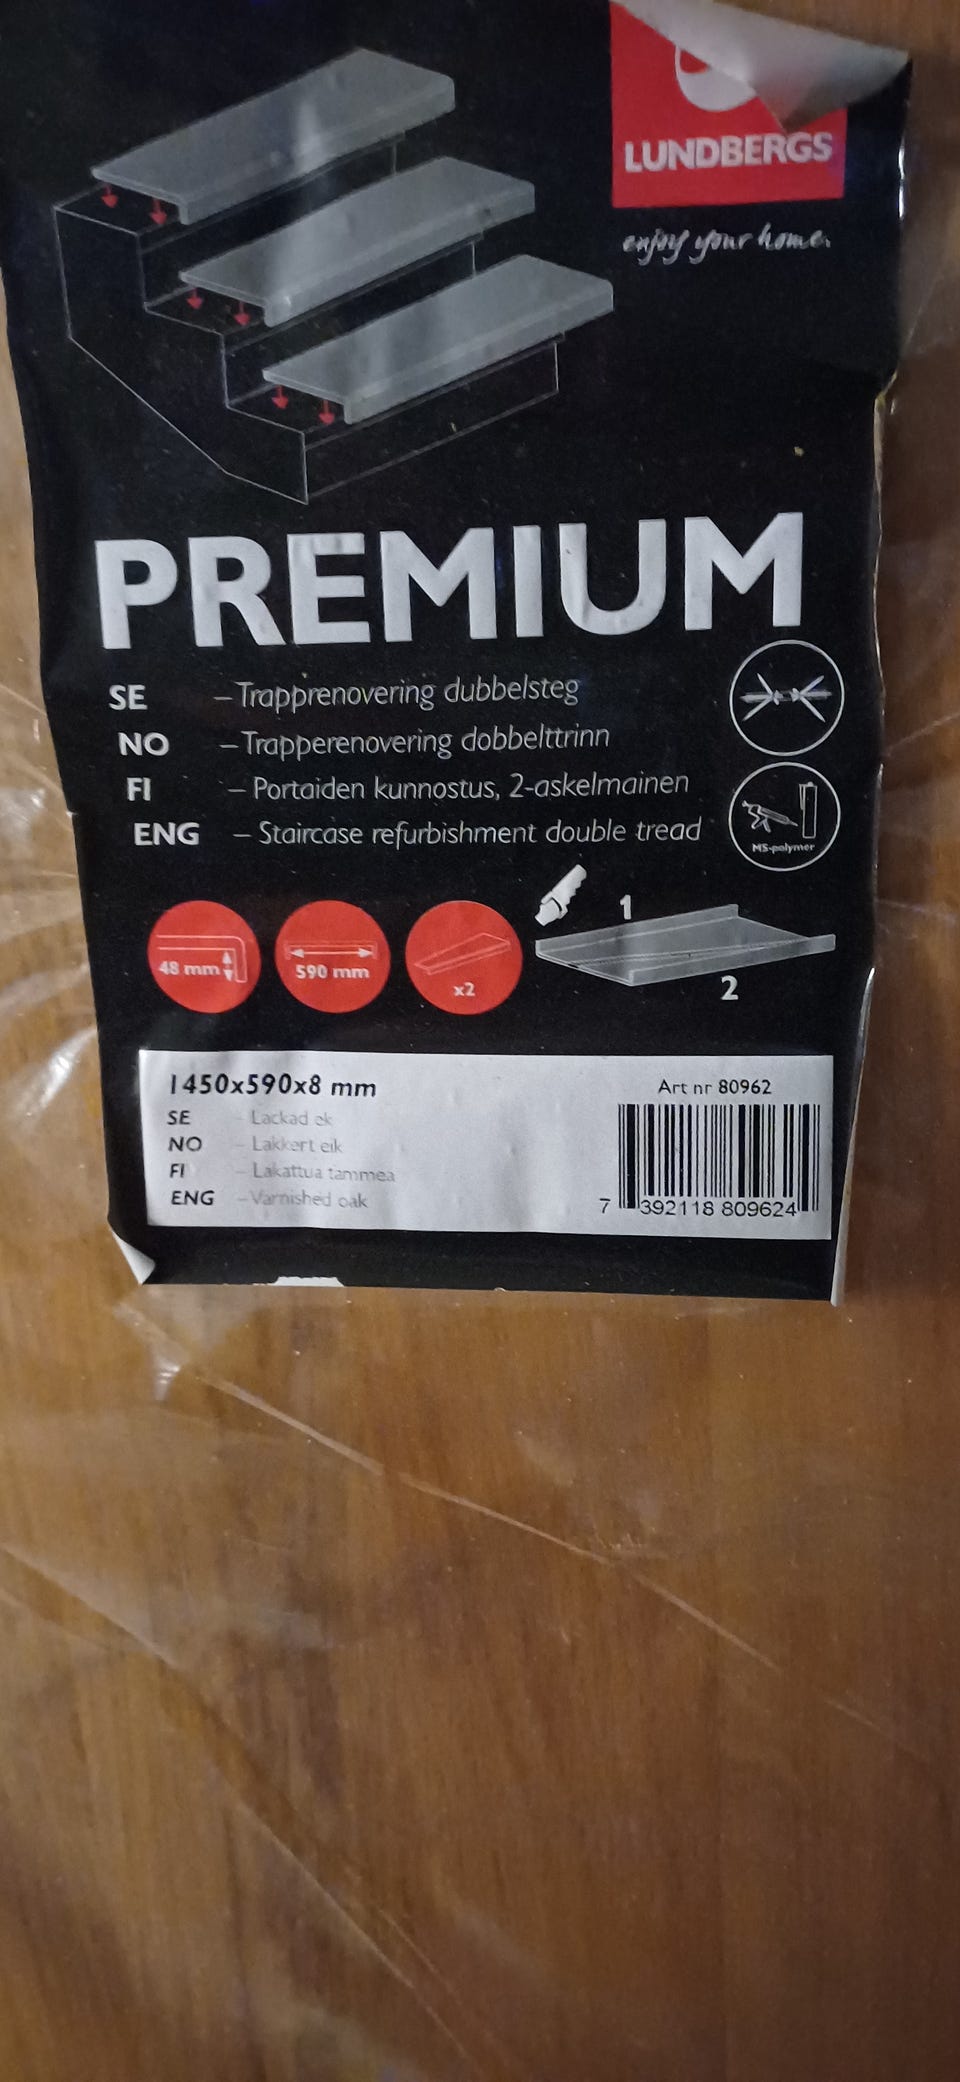 LUNDBERGS
enjoy your home.
PREMIUM
SE – Trapprenovering dubbelsteg
NO – Trapperenovering dobbelttrinn
FI – Portaiden kunnostus, 2-askelmainen
ENG – Staircase refurbishment double tread
MS-polymer
48 mm
590 mm
x2
1
2
1450x590x8 mm
Art nr 80962
SE – Lackad ek
NO – Lakkert eik
FI – Lakattua tammea
ENG – Varnished oak
7 392118 809624